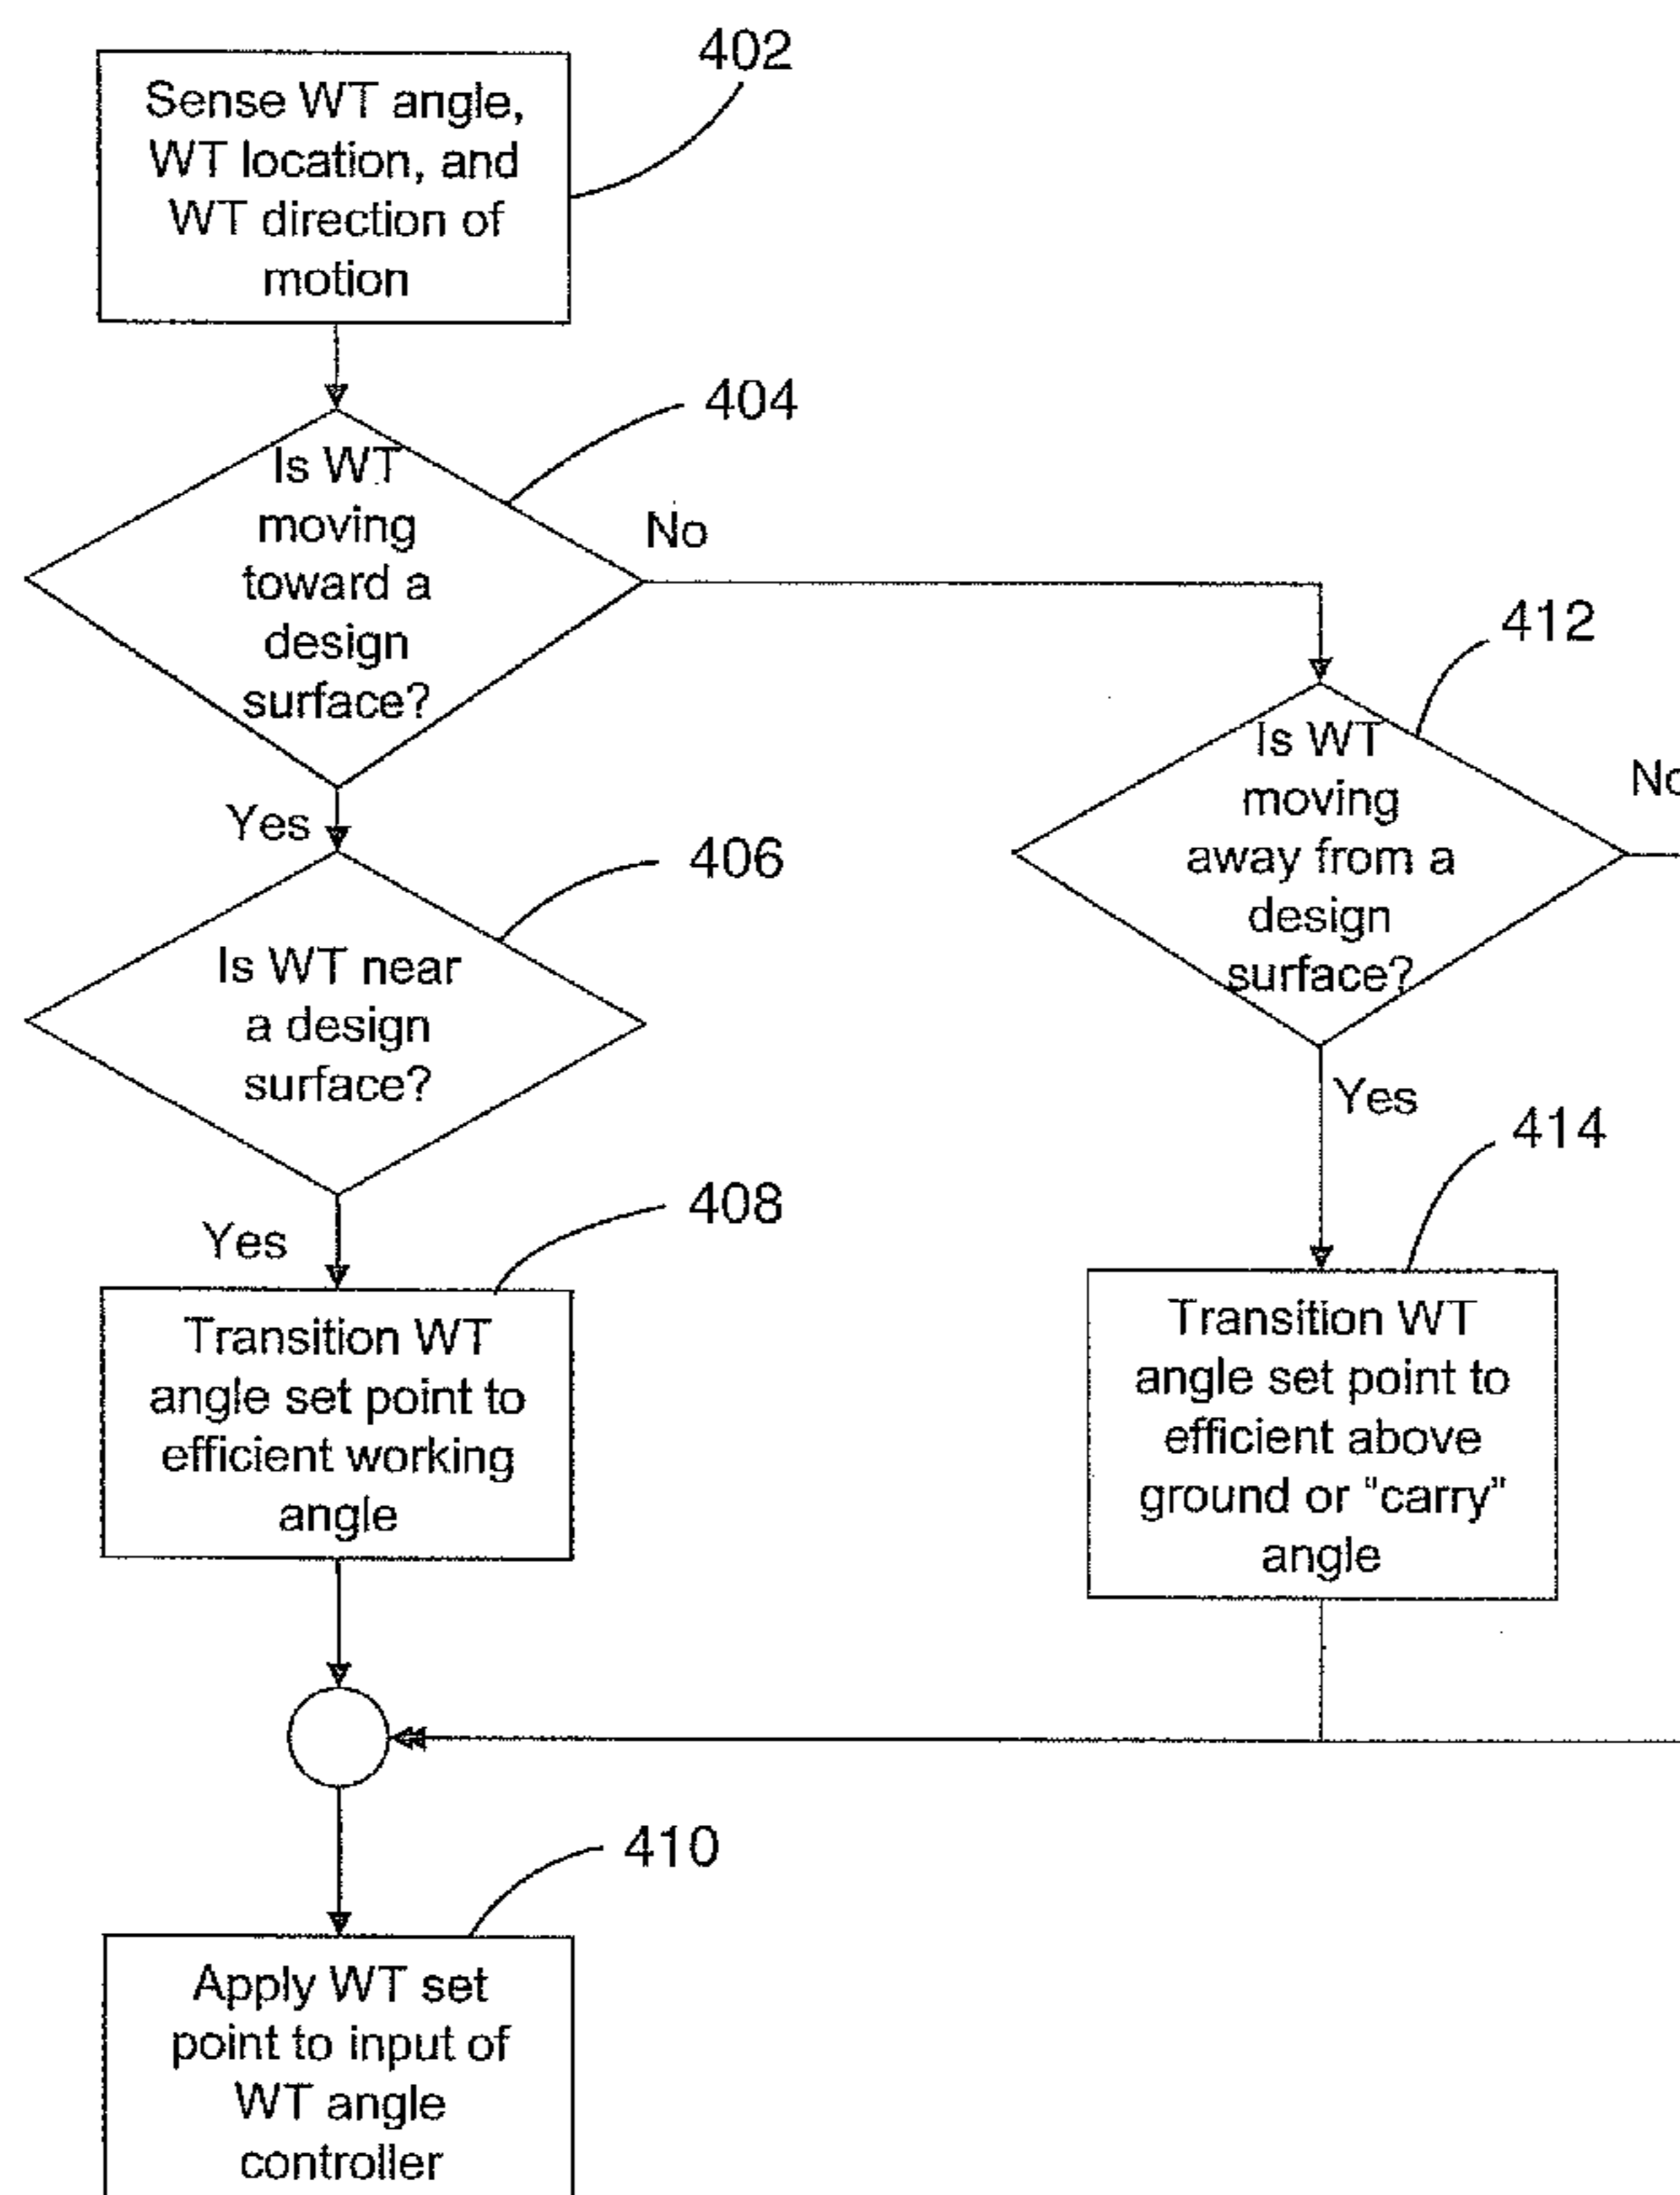 402
Sense WT angle,
WT location, and
WT direction of
motion
404
Is WT
moving
toward a
design
surface?
No
Yes
412
Is WT
moving
away from a
design
surface?
No
Yes
406
Is WT near
a design
surface?
Yes
408
Transition WT
angle set point to
efficient working
angle
414
Transition WT
angle set point to
efficient above
ground or "carry"
angle
410
Apply WT set
point to input of
WT angle
controller